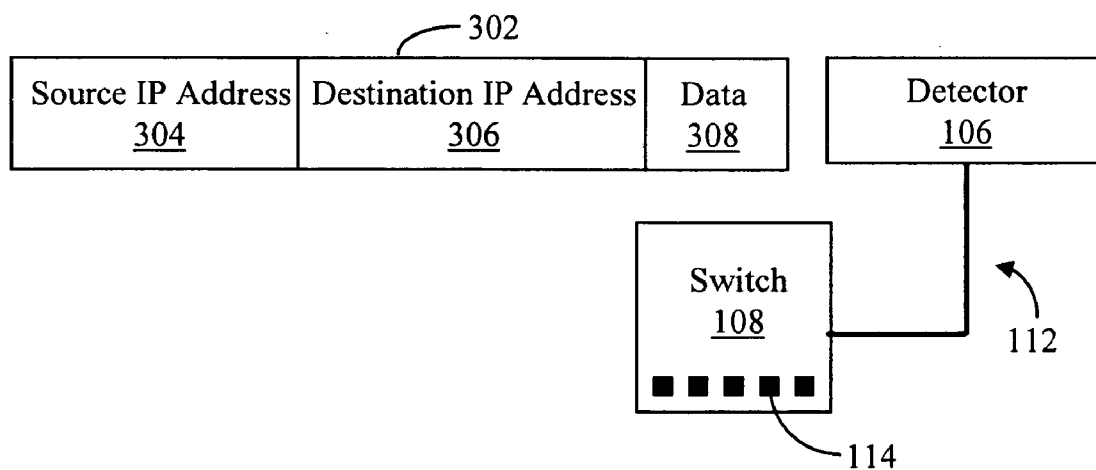 302
Source IP Address
304
Destination IP Address
306
Data
308
Detector
106
Switch
108
112
114